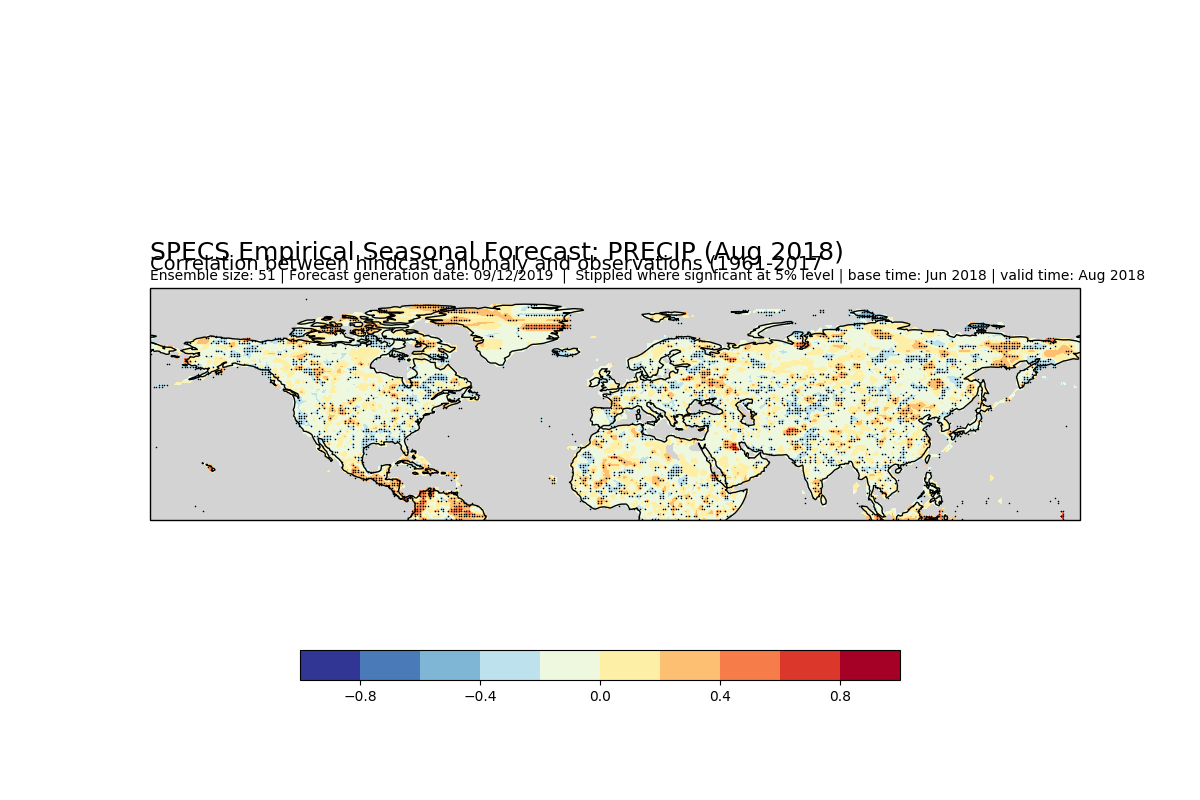 SPECS Empirical Seasonal Forecast: PRECIP (Aug 2018)
Correlation between hindcast anomaly and observations (1961-2017
Ensemble size: 51 | Forecast generation date: 09/12/2019 | Stippled where signficant at 5% level | base time: Jun 2018 | valid time: Aug 2018
−0.8 −0.4 0.0 0.4 0.8